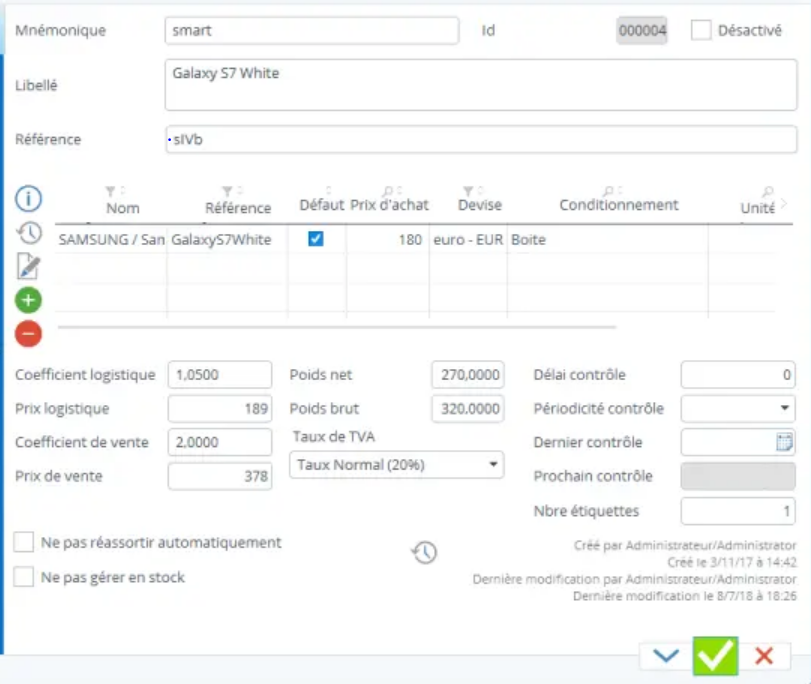 Mnémonique smart Id 000004 Désactivé
Libellé Galaxy S7 White
Référence sIVb
Nom Référence Défaut Prix d'achat Devise Conditionnement Unité
SAMSUNG / San GalaxyS7White 180 euro - EUR Boite
Coefficient logistique 1,0500 Poids net 270,0000 Délai contrôle 0
Prix logistique 189 Poids brut 320,0000 Périodicité contrôle
Coefficient de vente 2,0000 Taux de TVA Dernier contrôle
Prix de vente 378 Taux Normal (20%) Prochain contrôle
Nbre étiquettes 1
Ne pas réassortir automatiquement
Ne pas gérer en stock
Créé par Administrateur/Administrator
Créé le 3/11/17 à 14:42
Dernière modification par Administrateur/Administrator
Dernière modification le 8/7/18 à 18:26